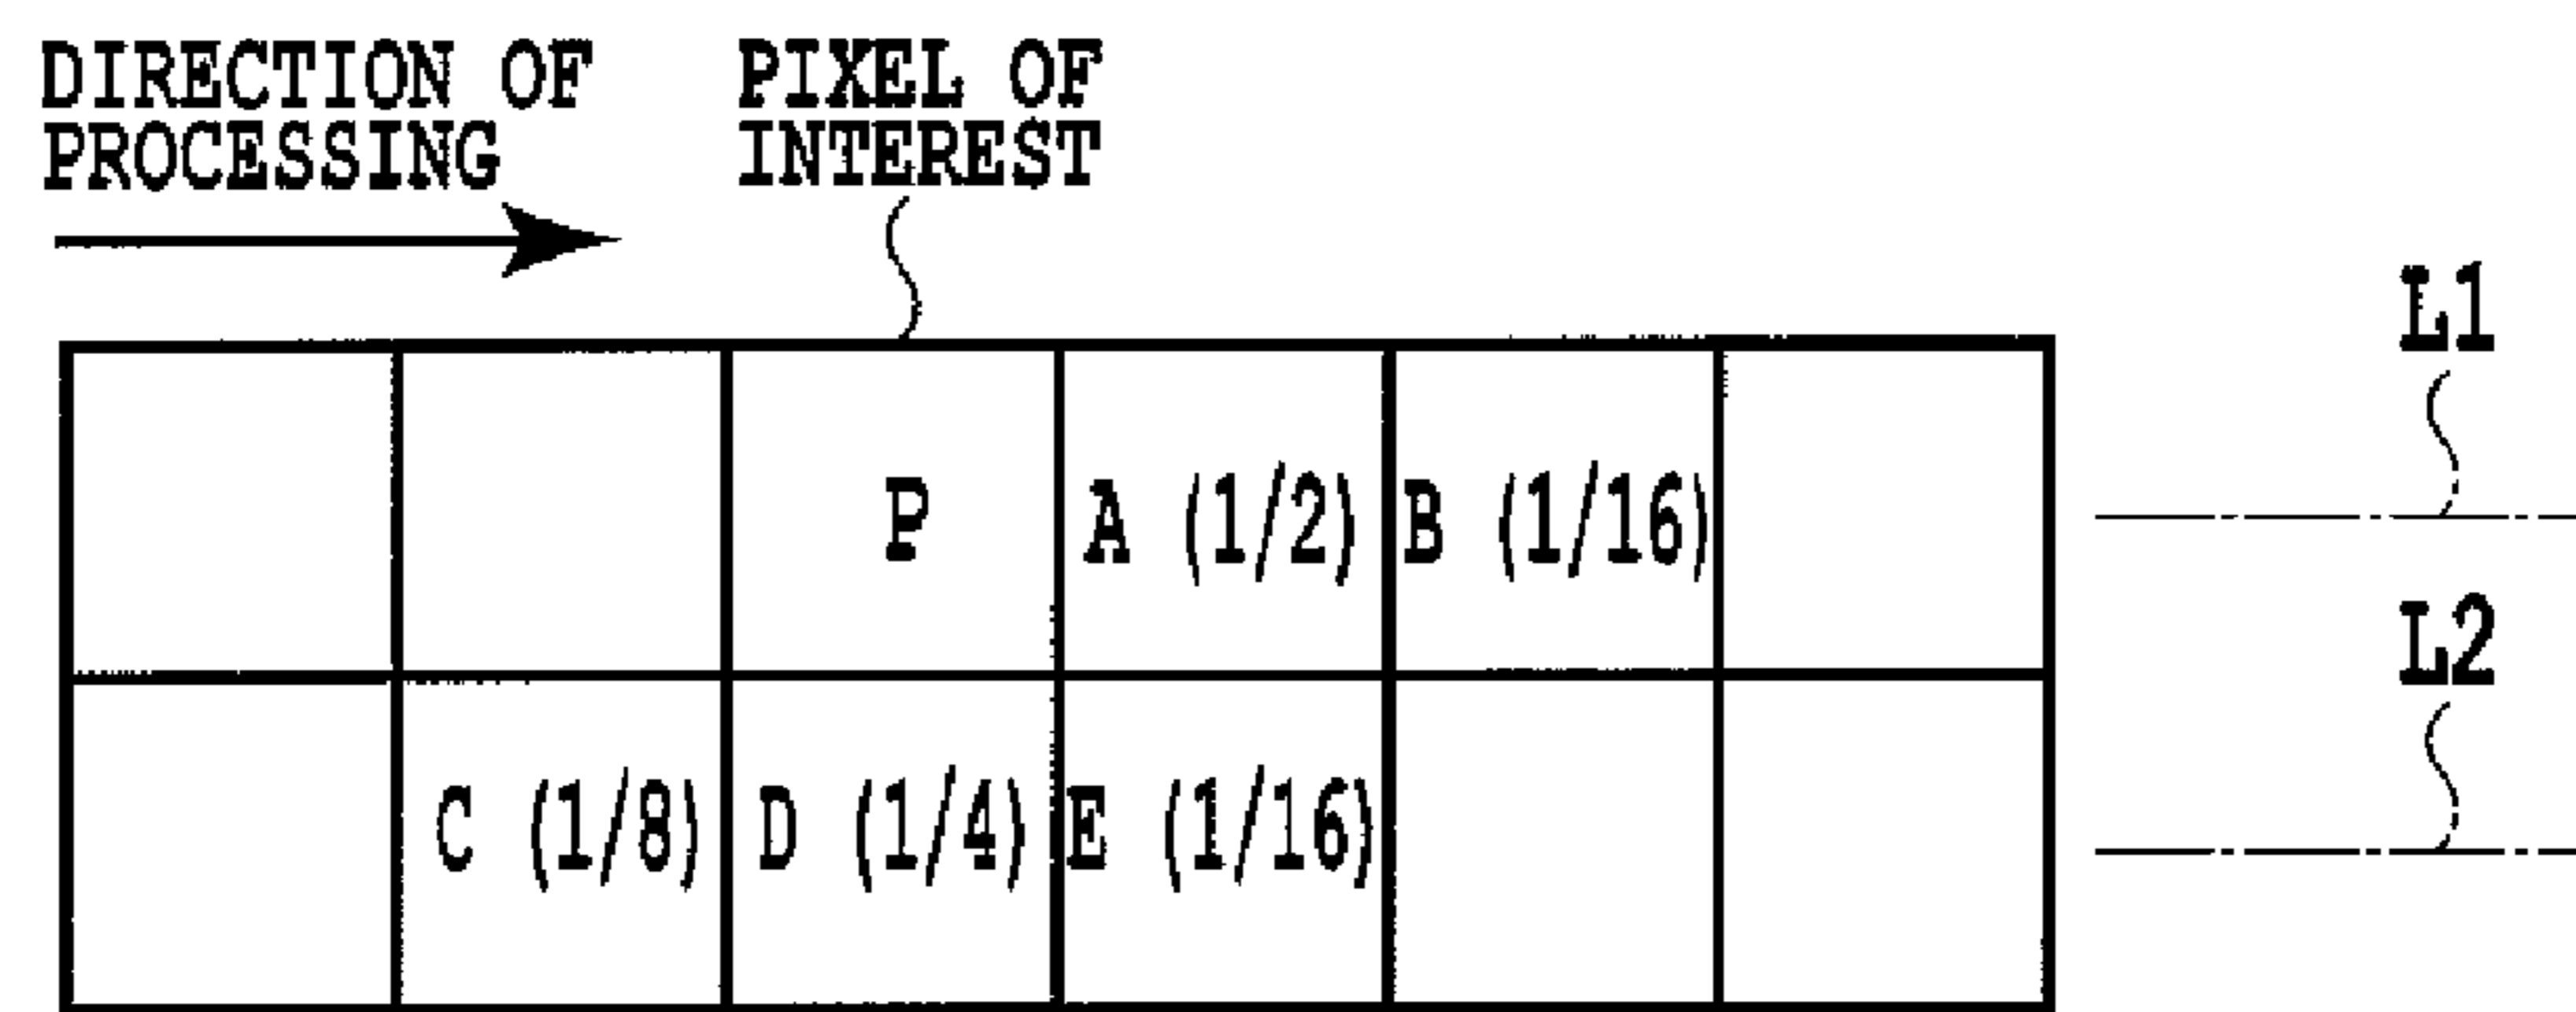 DIRECTION OF
PROCESSING
PIXEL OF
INTEREST
L1
P A (1/2) B (1/16)
L2
C (1/8) D (1/4) E (1/16)